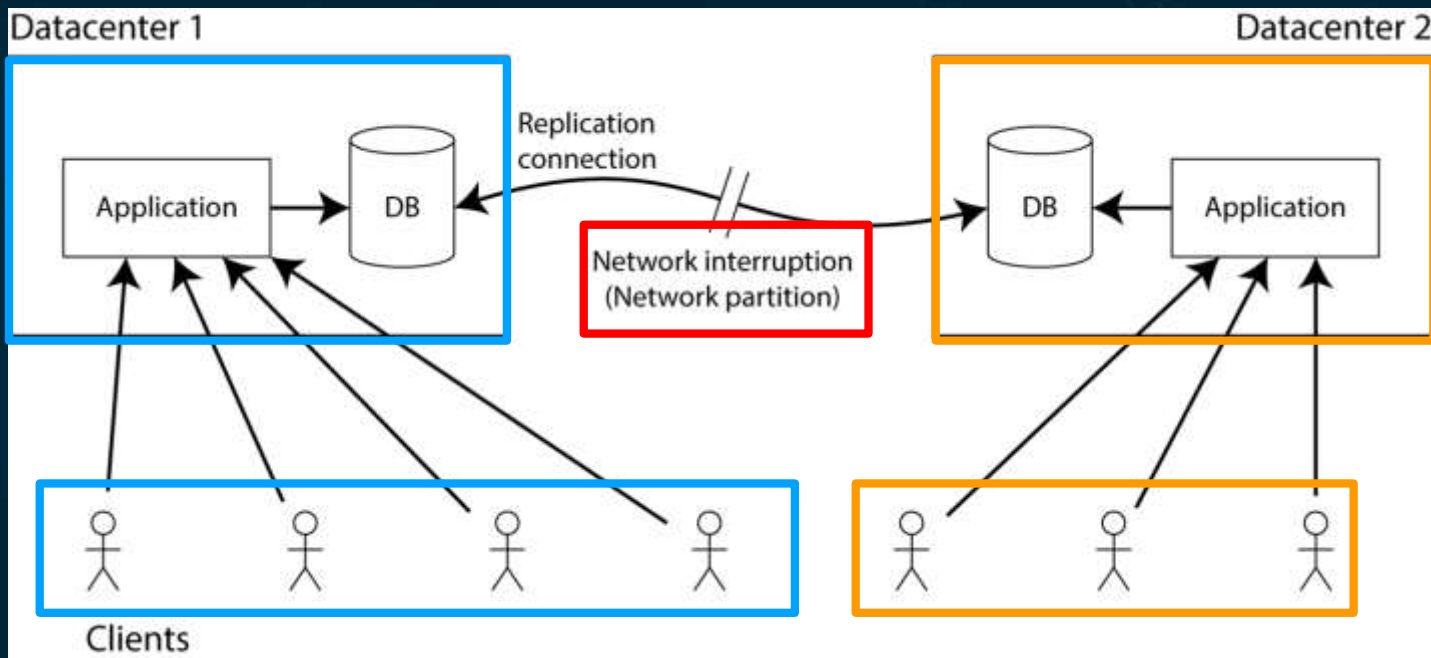 Datacenter 1
Datacenter 2
Replication
connection
Application
DB
DB
Application
Network interruption
(Network partition)
Clients